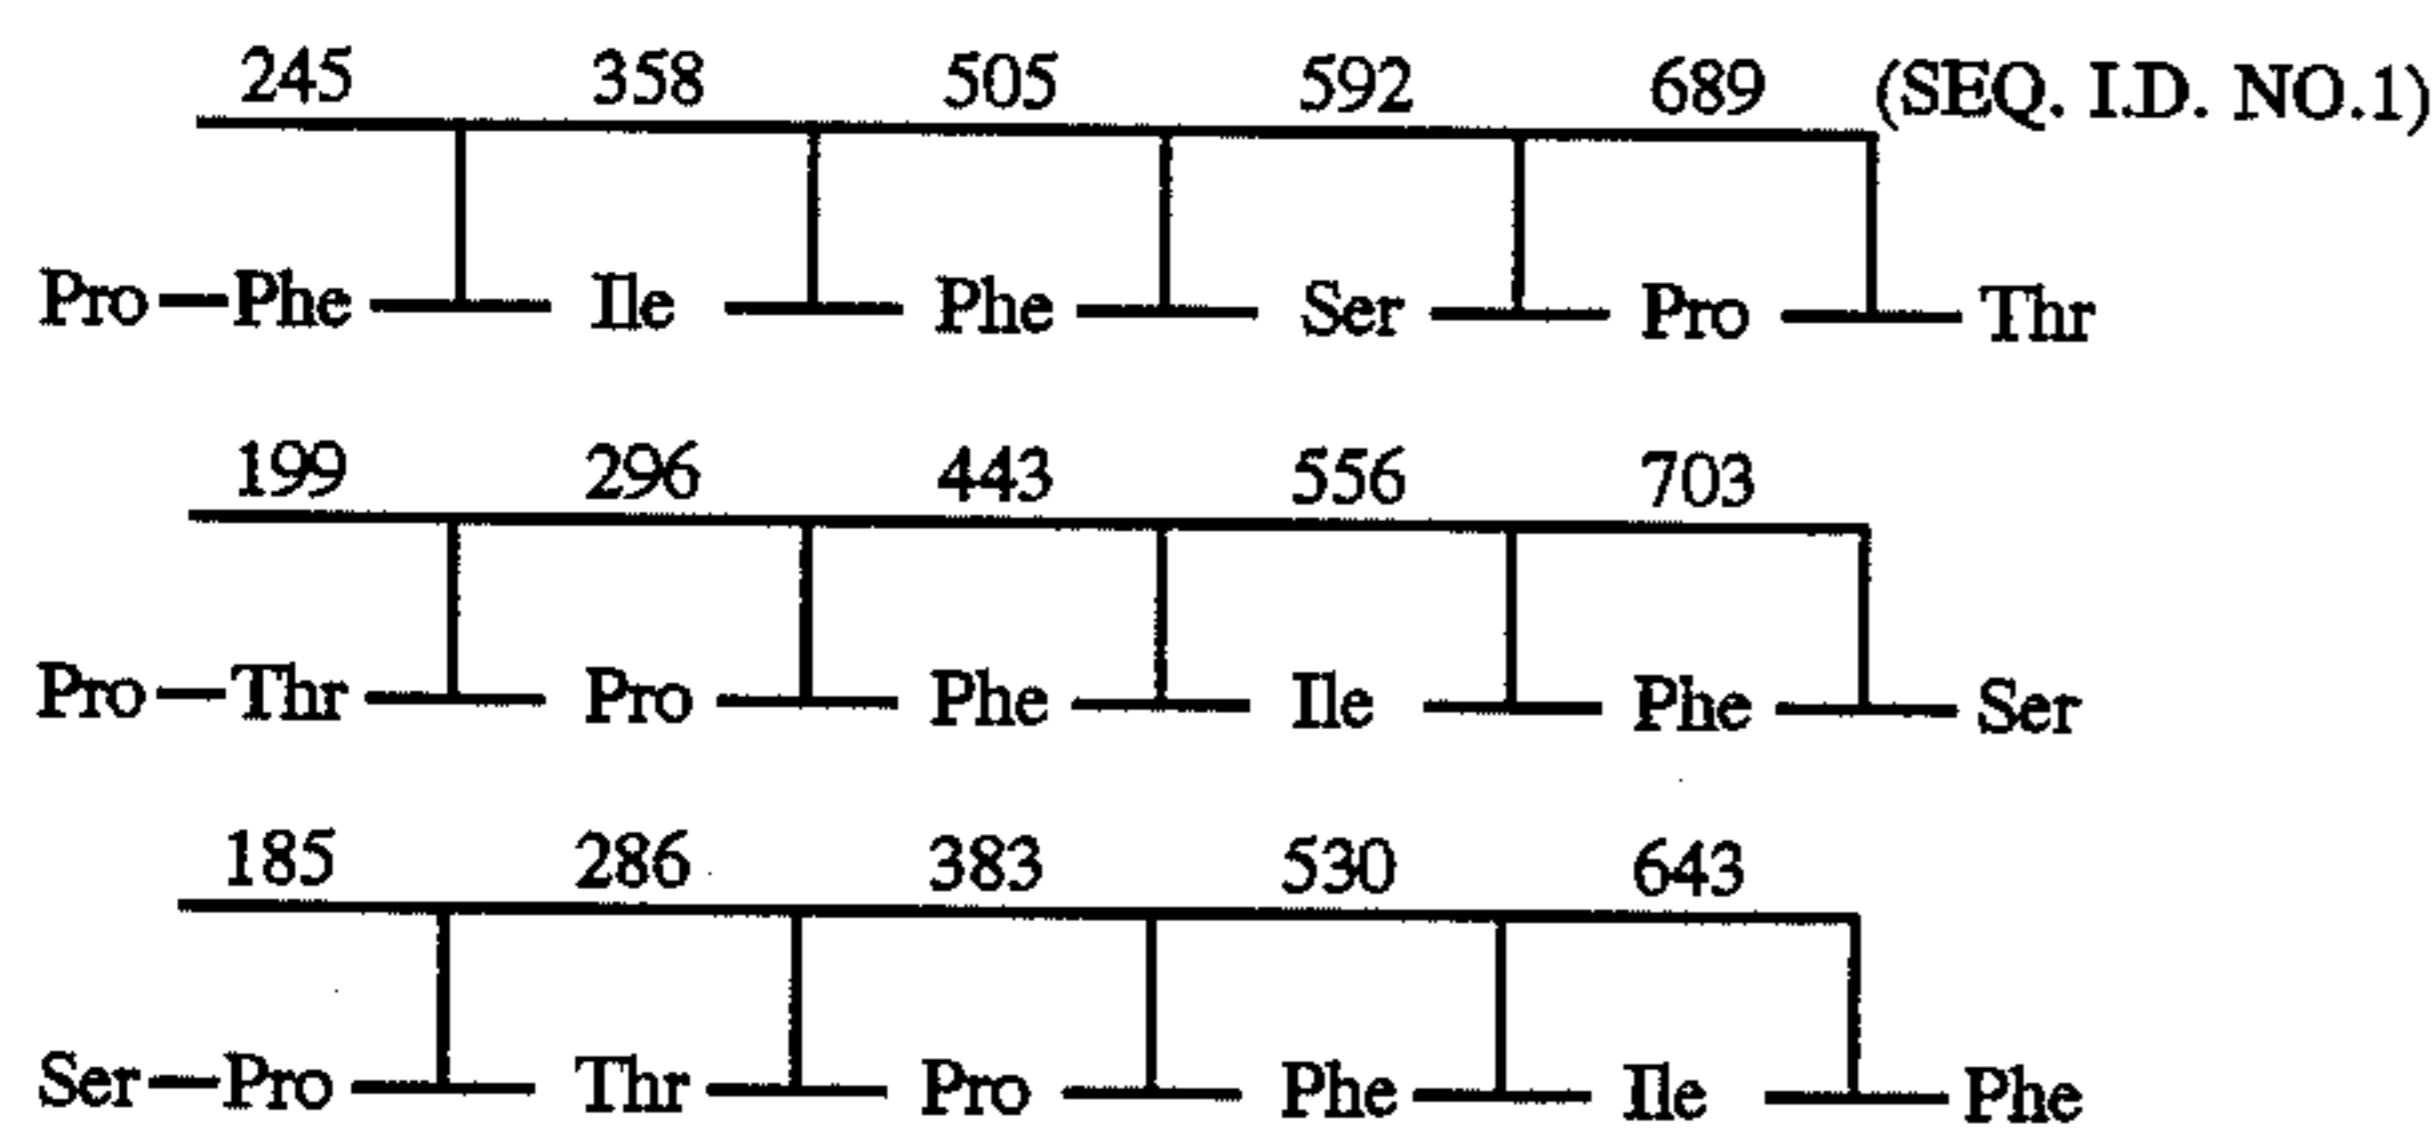 245 358 505 592 689 (SEQ. I.D. NO.1)
Pro Phe Ile Phe Ser Pro Thr
199 296 443 556 703
Pro Thr Pro Phe Ile Phe Ser
185 286 383 530 643
Ser Pro Thr Pro Phe Ile Phe